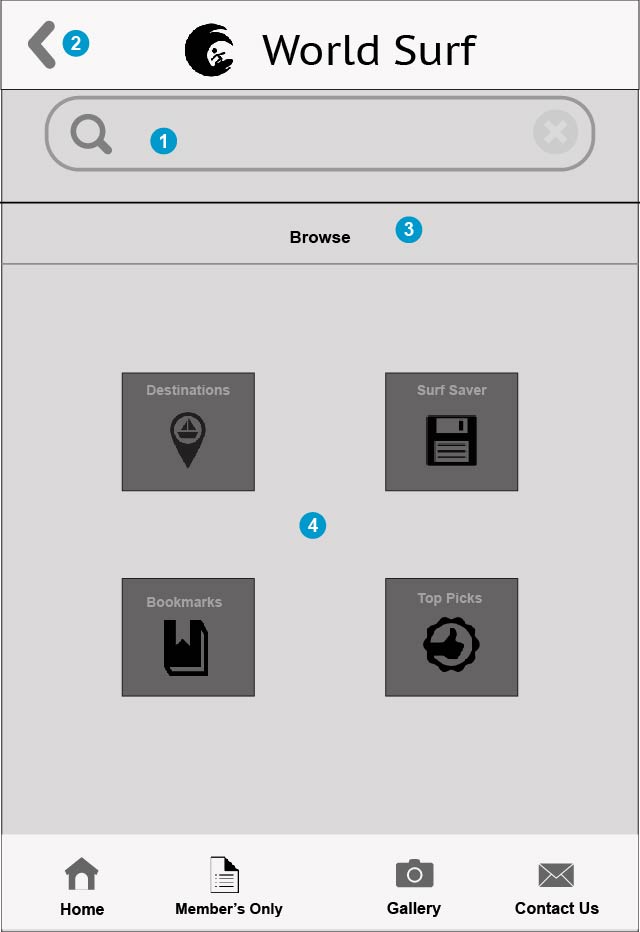 2
World Surf
1
Browse
3
Destinations
Surf Saver
4
Bookmarks
Top Picks
Home
Member's Only
Gallery
Contact Us